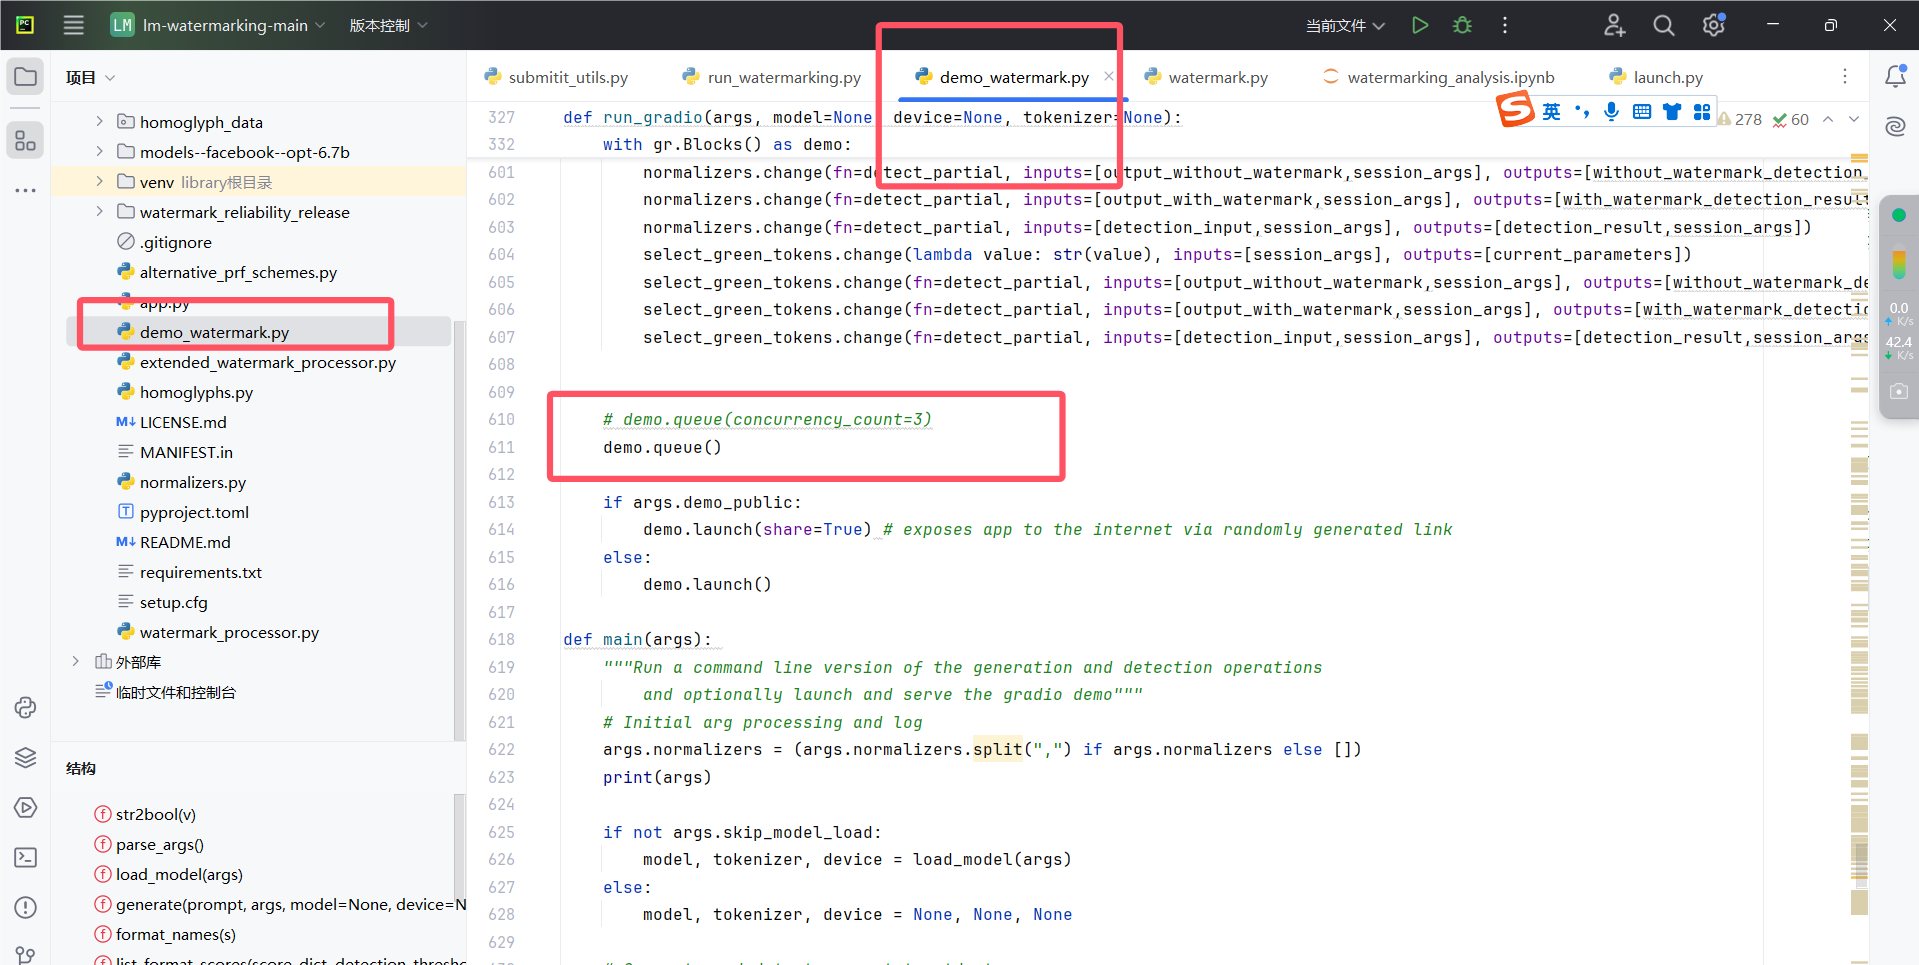 LM lm-watermarking-main 版本控制 当前文件
项目
homoglyph_data
models--facebook--opt-6.7b
venv library根目录
watermark_reliability_release
.gitignore
alternative_prf_schemes.py
app.py
demo_watermark.py
extended_watermark_processor.py
homoglyphs.py
M↓ LICENSE.md
MANIFEST.in
normalizers.py
T pyproject.toml
M↓ README.md
requirements.txt
setup.cfg
watermark_processor.py
外部库
临时文件和控制台
结构
f str2bool(v)
f parse_args()
f load_model(args)
f generate(prompt, args, model=None, device=N
f format_names(s)
f list_format_scores(score_dict, detection_thresho
submitit_utils.py run_watermarking.py demo_watermark.py watermark.py watermarking_analysis.ipynb launch.py
S 英 278 60
327 def run_gradio(args, model=None, device=None, tokenizer=None):
332 with gr.Blocks() as demo:
601 normalizers.change(fn=detect_partial, inputs=[output_without_watermark,session_args], outputs=[without_watermark_detection_
602 normalizers.change(fn=detect_partial, inputs=[output_with_watermark,session_args], outputs=[with_watermark_detection_result
603 normalizers.change(fn=detect_partial, inputs=[detection_input,session_args], outputs=[detection_result,session_args])
604 select_green_tokens.change(lambda value: str(value), inputs=[session_args], outputs=[current_parameters])
605 select_green_tokens.change(fn=detect_partial, inputs=[output_without_watermark,session_args], outputs=[without_watermark_de
606 select_green_tokens.change(fn=detect_partial, inputs=[output_with_watermark,session_args], outputs=[with_watermark_detectio
607 select_green_tokens.change(fn=detect_partial, inputs=[detection_input,session_args], outputs=[detection_result,session_args
608
609
610 # demo.queue(concurrency_count=3)
611 demo.queue()
612
613 if args.demo_public:
614 demo.launch(share=True) # exposes app to the internet via randomly generated link
615 else:
616 demo.launch()
617
618 def main(args):
619 """Run a command line version of the generation and detection operations
620 and optionally launch and serve the gradio demo"""
621 # Initial arg processing and log
622 args.normalizers = (args.normalizers.split(",") if args.normalizers else [])
623 print(args)
624
625 if not args.skip_model_load:
626 model, tokenizer, device = load_model(args)
627 else:
628 model, tokenizer, device = None, None, None
629
0.0
K/s
42.4
K/s